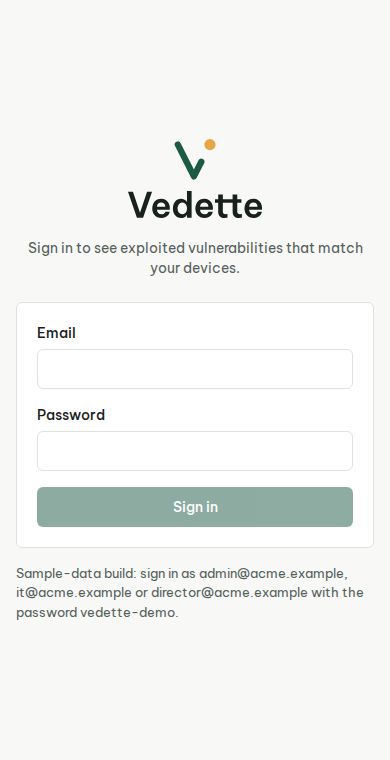 Vedette
Sign in to see exploited vulnerabilities that match
your devices.
Email
Password
Sign in
Sample-data build: sign in as admin@acme.example,
it@acme.example or director@acme.example with the
password vedette-demo.